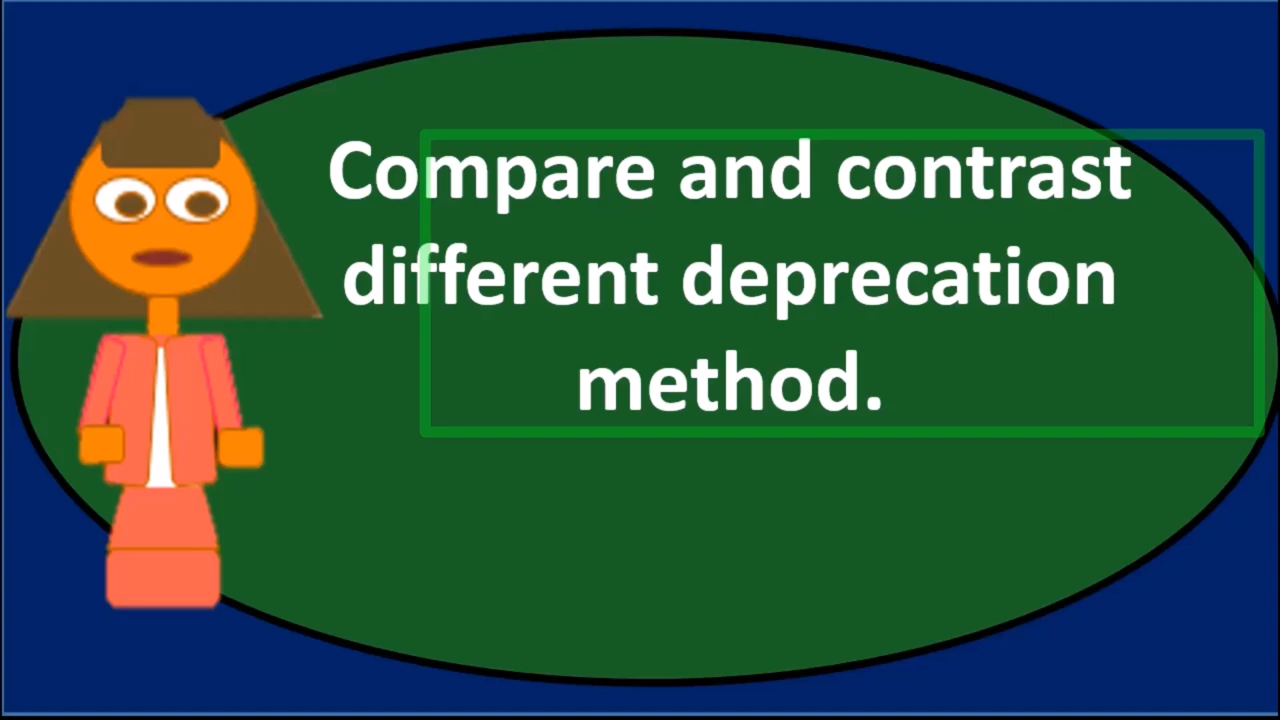 Compare and contrast
different deprecation
method.